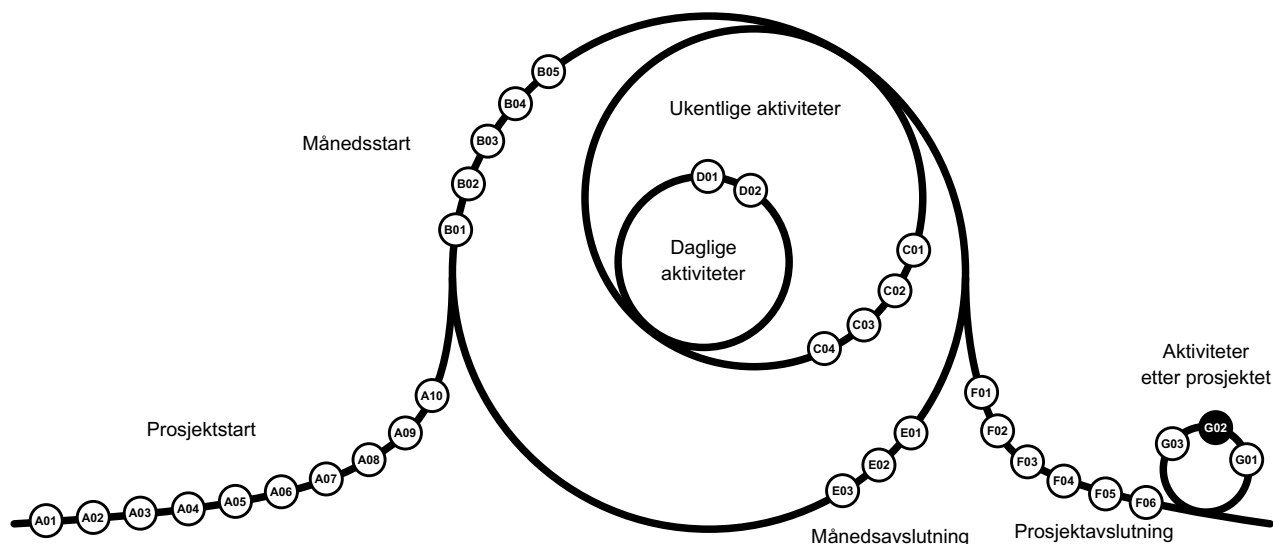 B05
B04
B03
B02
B01
Månedsstart
Ukentlige aktiviteter
D01
D02
Daglige
aktiviteter
C01
C02
C03
C04
Prosjektstart
A01
A02
A03
A04
A05
A06
A07
A08
A09
A10
E01
E02
E03
Månedsavslutning
F01
F02
F03
F04
F05
F06
Prosjektavslutning
Aktiviteter
etter prosjektet
G03
G02
G01